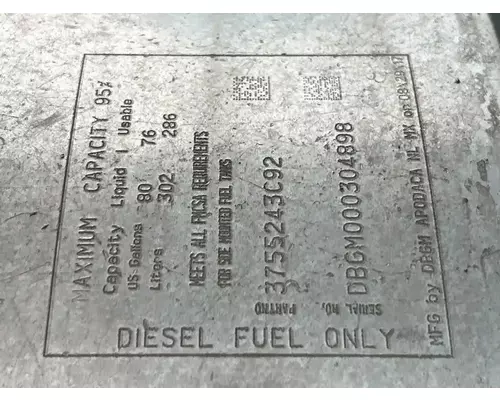 MAXIMUM CAPACITY 95%
Capacity Liquid | Usable
US Gallons 80 76
Liters 302 286
MEETS ALL FMCSA REQUIREMENTS
FOR SIDE MOUNTED FUEL TANKS
PART NO 3755243C92
SERIAL NO. DBGM000304898
MFG by DBGM APODACA NL-MX on
DIESEL FUEL ONLY